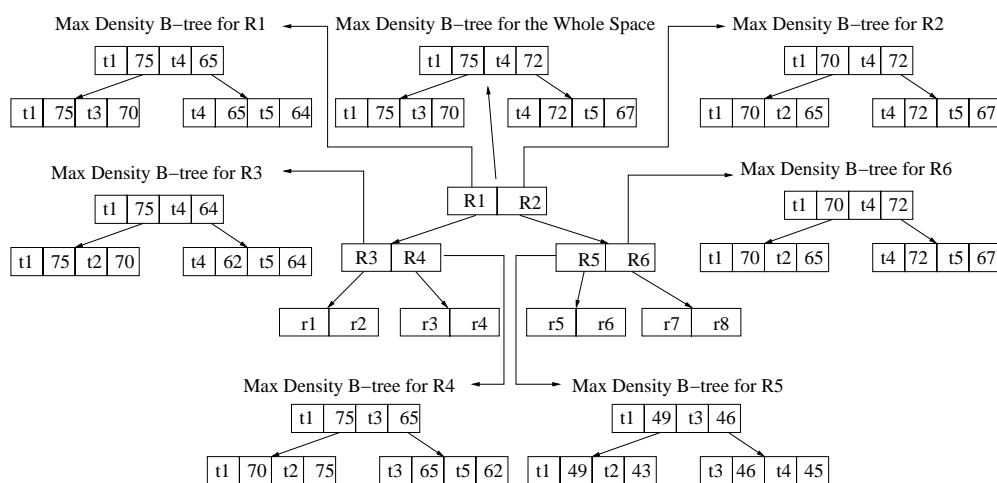 Max Density B-tree for R1
t1 75 t4 65
t1 75 t3 70 t4 65 t5 64
Max Density B-tree for the Whole Space
t1 75 t4 72
t1 75 t3 70 t4 72 t5 67
Max Density B-tree for R2
t1 70 t4 72
t1 70 t2 65 t4 72 t5 67
Max Density B-tree for R3
t1 75 t4 64
t1 75 t2 70 t4 62 t5 64
R1 R2
R3 R4 R5 R6
r1 r2 r3 r4 r5 r6 r7 r8
Max Density B-tree for R6
t1 70 t4 72
t1 70 t2 65 t4 72 t5 67
Max Density B-tree for R4
t1 75 t3 65
t1 70 t2 75 t3 65 t5 62
Max Density B-tree for R5
t1 49 t3 46
t1 49 t2 43 t3 46 t4 45